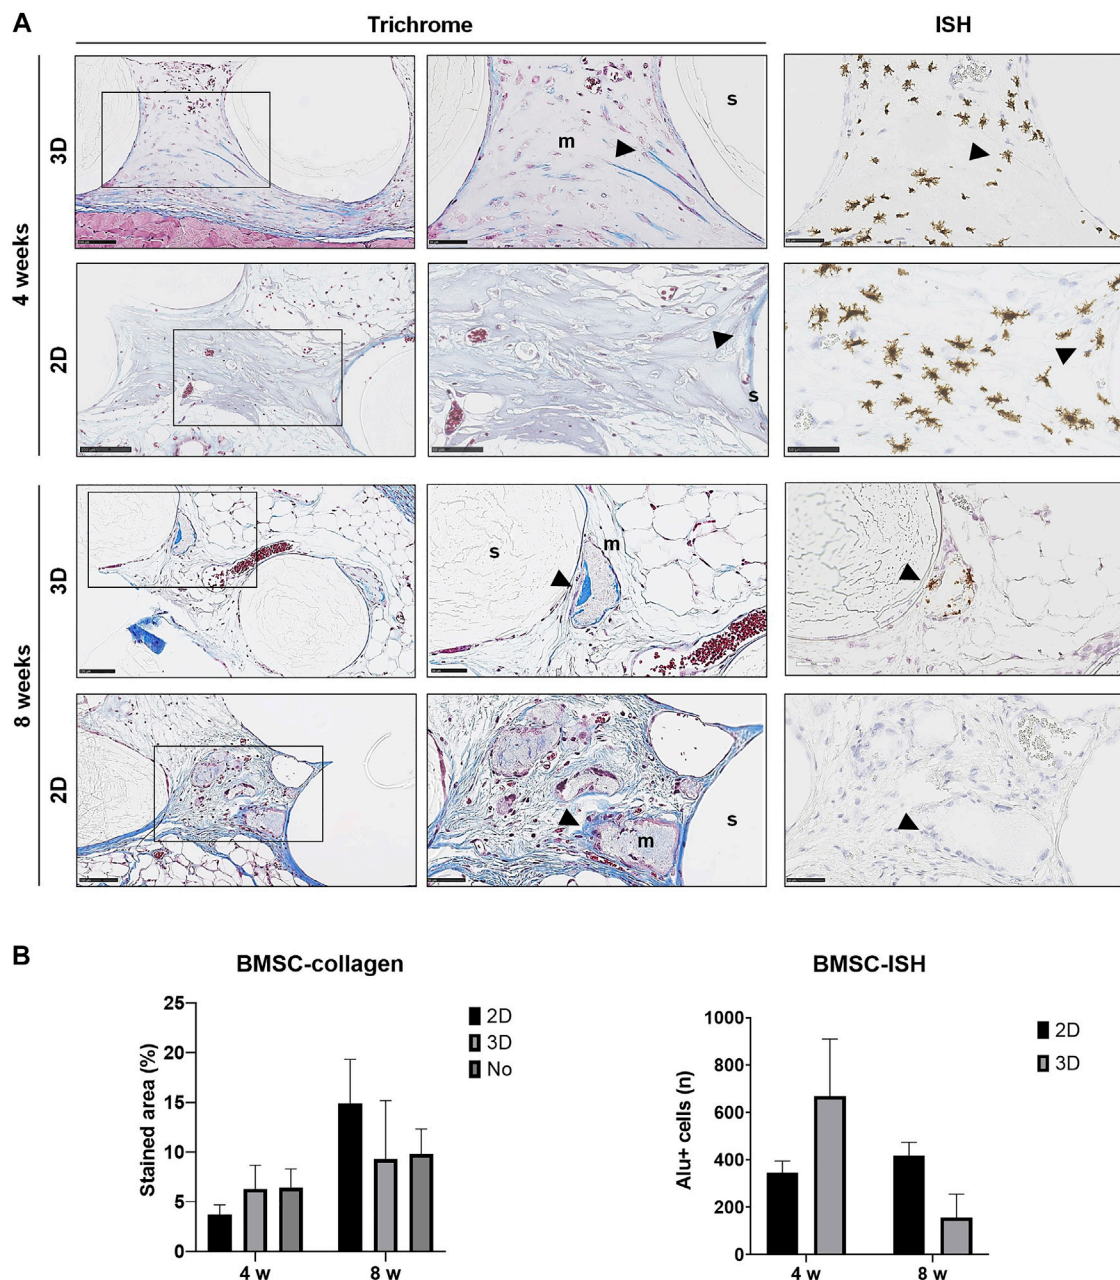 A
Trichrome
ISH
4 weeks
3D
s
m
2D
s
8 weeks
3D
s
m
2D
s
m
B
BMSC-collagen
Stained area (%)
25
20
15
10
5
0
4 w
8 w
2D
3D
No
BMSC-ISH
Alu+ cells (n)
1000
800
600
400
200
0
4 w
8 w
2D
3D